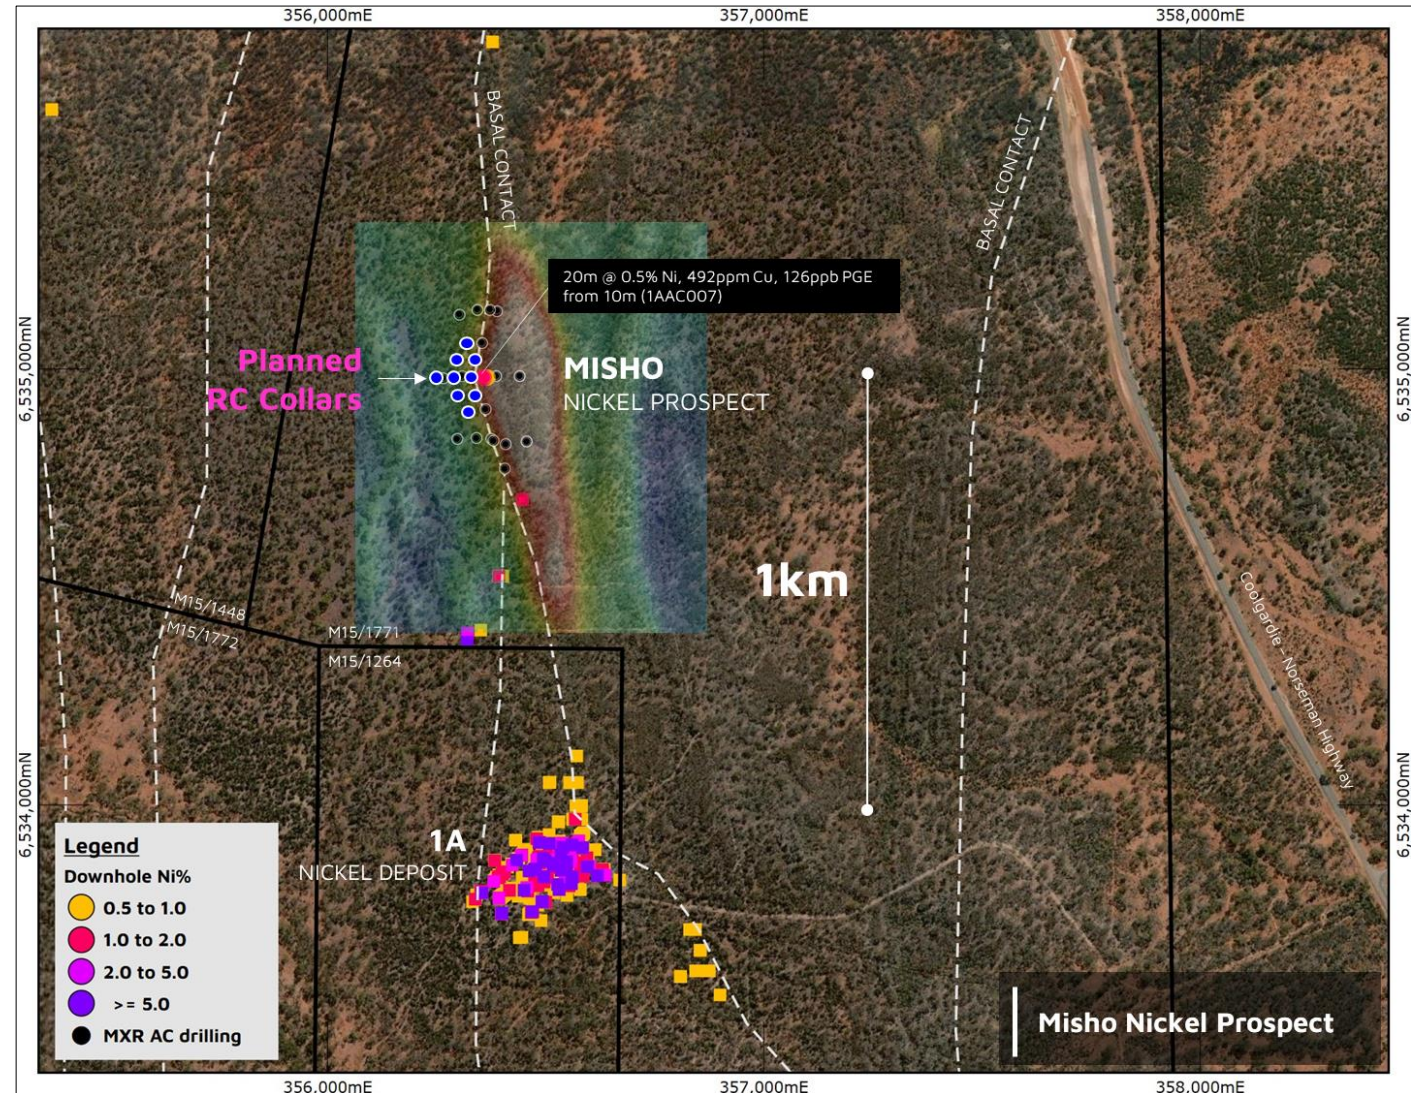 356,000mE
357,000mE
358,000mE
BASAL CONTACT
BASAL CONTACT
20m @ 0.5% Ni, 492ppm Cu, 126ppb PGE
from 10m (1AAC007)
6,535,000mN
6,535,000mN
Planned
RC Collars
MISHO
NICKEL PROSPECT
1km
M15/1448
M15/1772
M15/1771
M15/1264
Coolgardie – Norseman Highway
6,534,000mN
6,534,000mN
1A
NICKEL DEPOSIT
Legend
Downhole Ni%
0.5 to 1.0
1.0 to 2.0
2.0 to 5.0
>= 5.0
MXR AC drilling
Misho Nickel Prospect
356,000mE
357,000mE
358,000mE